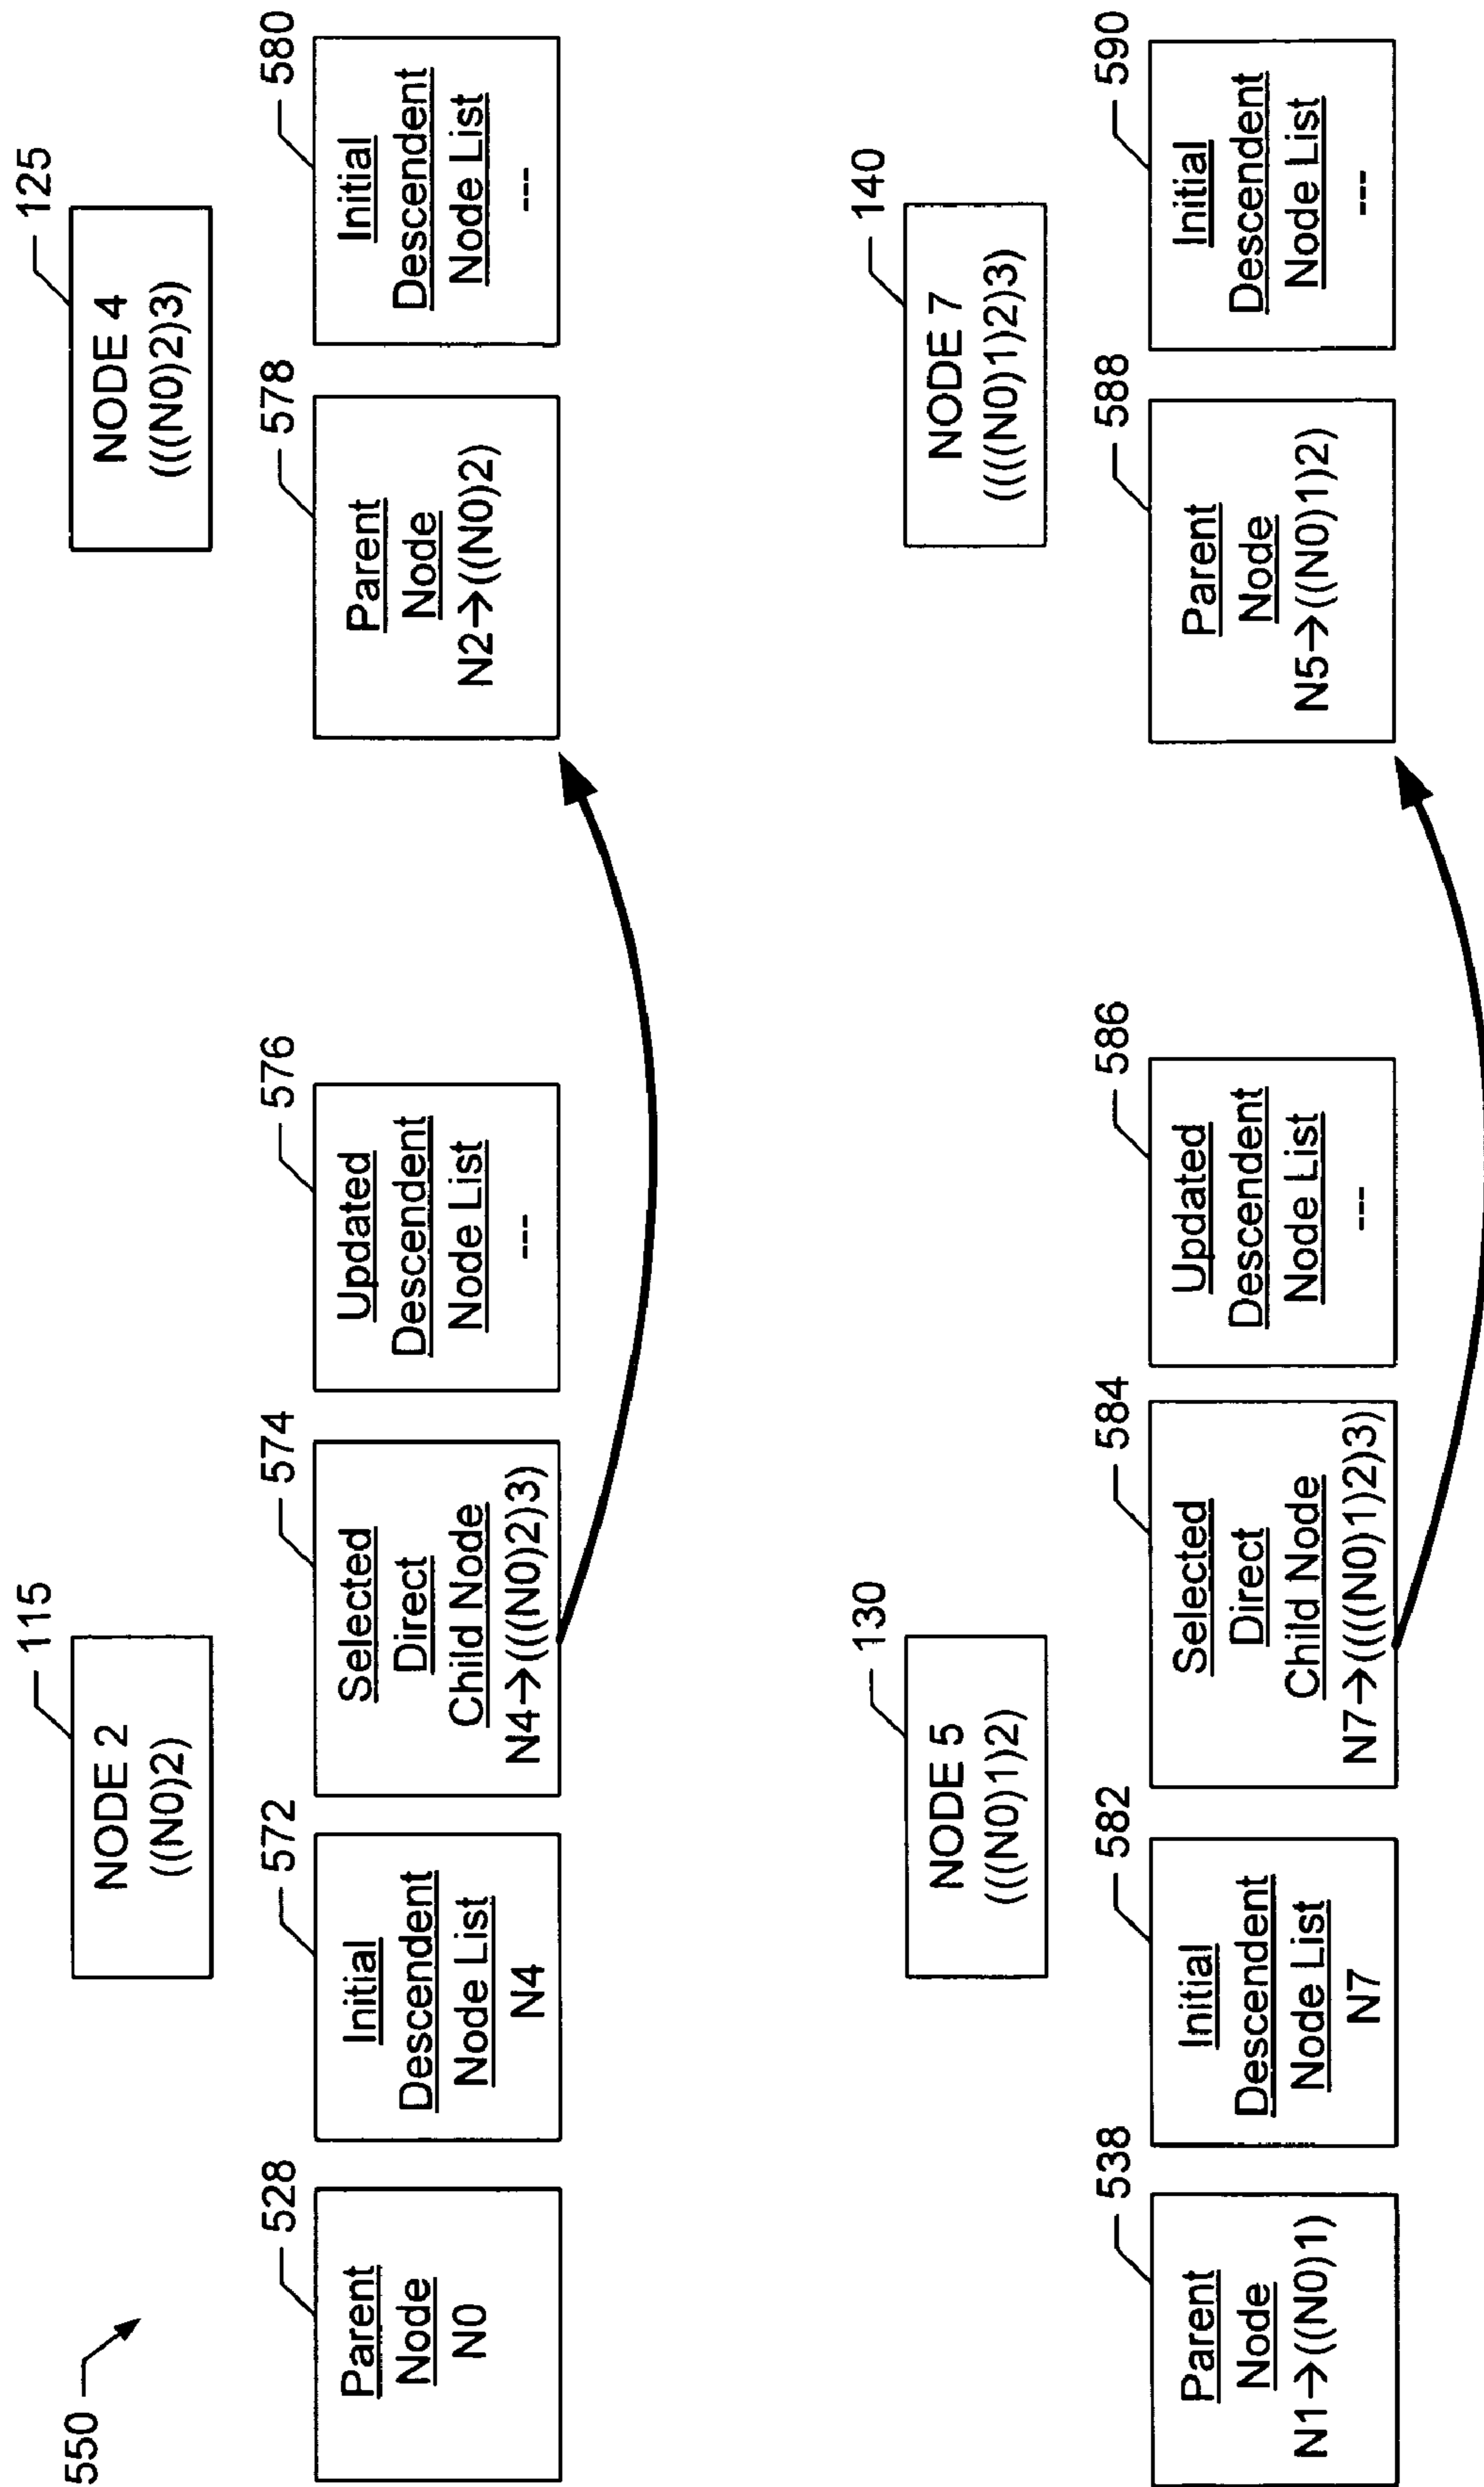 550
115
NODE 2
((N0)2)
125
NODE 4
(((N0)2)3)
528
Parent
Node
N0
572
Initial
Descendent
Node List
N4
574
Selected
Direct
Child Node
N4→(((N0)2)3)
576
Updated
Descendent
Node List
---
578
Parent
Node
N2→((N0)2)
580
Initial
Descendent
Node List
---
130
NODE 5
(((N0)1)2)
140
NODE 7
((((N0)1)2)3)
538
Parent
Node
N1→((N0)1)
582
Initial
Descendent
Node List
N7
584
Selected
Direct
Child Node
N7→((((N0)1)2)3)
586
Updated
Descendent
Node List
---
588
Parent
Node
N5→((N0)1)2)
590
Initial
Descendent
Node List
---